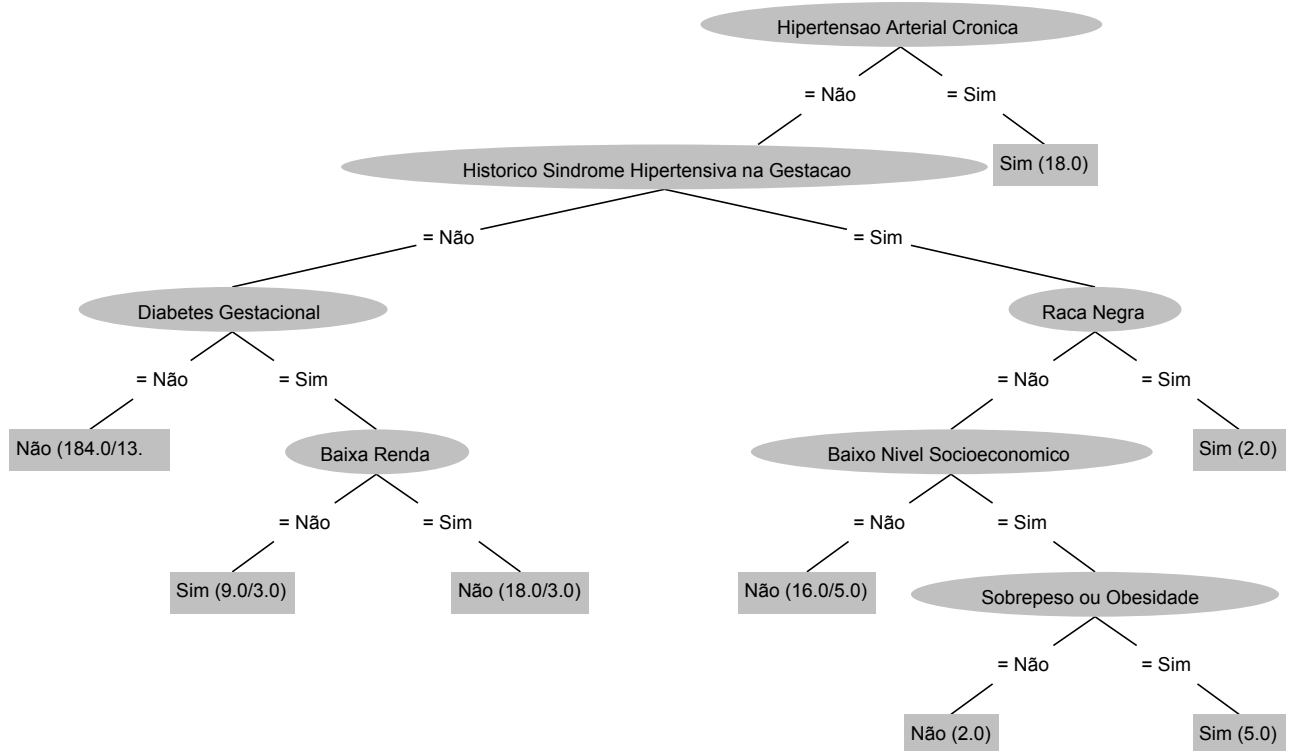 Hipertensao Arterial Cronica
= Não
= Sim
Historico Sindrome Hipertensiva na Gestacao
Sim (18.0)
= Não
= Sim
Diabetes Gestacional
Raca Negra
= Não
= Sim
= Não
= Sim
Não (184.0/13.
Baixa Renda
Baixo Nivel Socioeconomico
Sim (2.0)
= Não
= Sim
= Não
= Sim
Sim (9.0/3.0)
Não (18.0/3.0)
Não (16.0/5.0)
Sobrepeso ou Obesidade
= Não
= Sim
Não (2.0)
Sim (5.0)